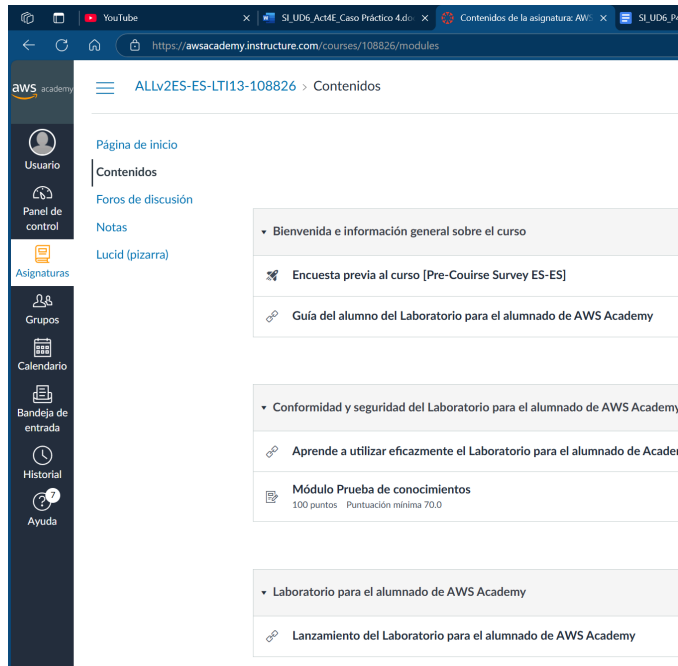 YouTube
SI_UD6_Act4E_Caso Práctico 4.do
Contenidos de la asignatura: AWS
SI_UD6_P
https://awsacademy.instructure.com/courses/108826/modules
aws academy
ALLv2ES-ES-LTI13-108826 > Contenidos
Usuario
Panel de
control
Asignaturas
Grupos
Calendario
Bandeja de
entrada
Historial
7
Ayuda
Página de inicio
Contenidos
Foros de discusión
Notas
Lucid (pizarra)
Bienvenida e información general sobre el curso
Encuesta previa al curso [Pre-Couirse Survey ES-ES]
Guía del alumno del Laboratorio para el alumnado de AWS Academy
Conformidad y seguridad del Laboratorio para el alumnado de AWS Academy
Aprende a utilizar eficazmente el Laboratorio para el alumnado de Acade
Módulo Prueba de conocimientos
100 puntos Puntuación mínima 70.0
Laboratorio para el alumnado de AWS Academy
Lanzamiento del Laboratorio para el alumnado de AWS Academy